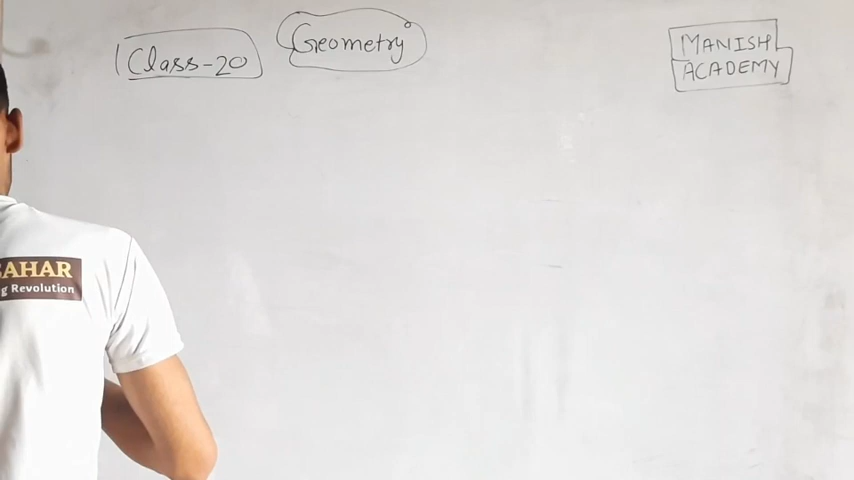 Class-20
Geometry
MANISH
ACADEMY
AHAR
g Revolution